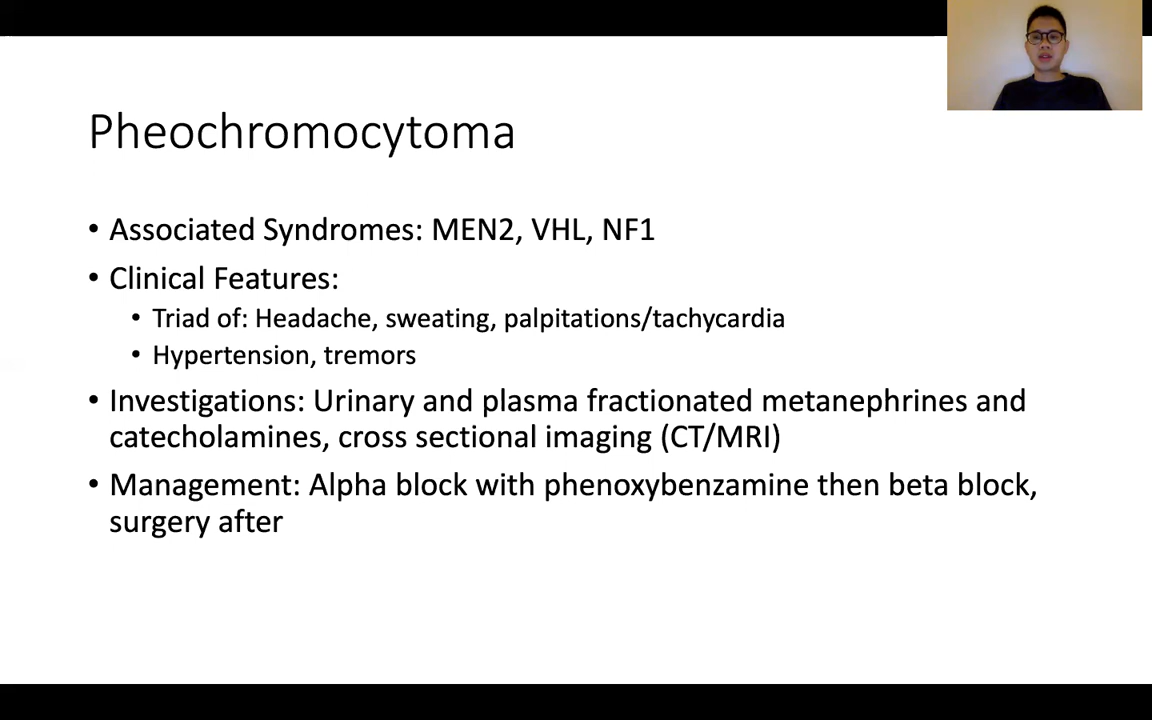 Pheochromocytoma
• Associated Syndromes: MEN2, VHL, NF1
• Clinical Features:
• Triad of: Headache, sweating, palpitations/tachycardia
• Hypertension, tremors
• Investigations: Urinary and plasma fractionated metanephrines and
catecholamines, cross sectional imaging (CT/MRI)
• Management: Alpha block with phenoxybenzamine then beta block,
surgery after